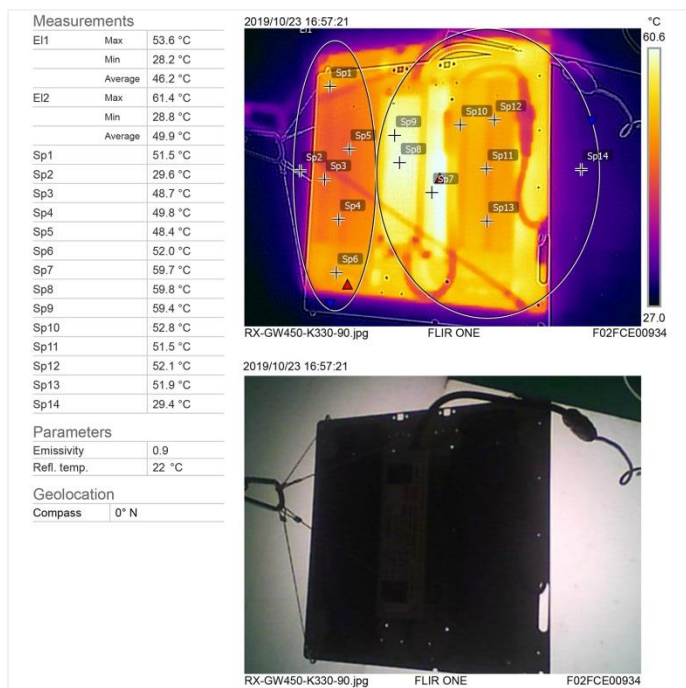 Measurements
El1 Max 53.6 °C
Min 28.2 °C
Average 46.2 °C
El2 Max 61.4 °C
Min 28.8 °C
Average 49.9 °C
Sp1 51.5 °C
Sp2 29.6 °C
Sp3 48.7 °C
Sp4 49.8 °C
Sp5 48.4 °C
Sp6 52.0 °C
Sp7 59.7 °C
Sp8 59.8 °C
Sp9 59.4 °C
Sp10 52.8 °C
Sp11 51.5 °C
Sp12 52.1 °C
Sp13 51.9 °C
Sp14 29.4 °C
Parameters
Emissivity 0.9
Refl. temp. 22 °C
Geolocation
Compass 0° N
2019/10/23 16:57:21
°C
60.6
El1
Sp1
Sp10 Sp12
Sp9
Sp5
Sp8
Sp2
Sp3
Sp11
Sp14
Sp7
Sp4
Sp13
Sp6
27.0
RX-GW450-K330-90.jpg FLIR ONE F02FCE00934
2019/10/23 16:57:21
RX-GW450-K330-90.jpg FLIR ONE F02FCE00934